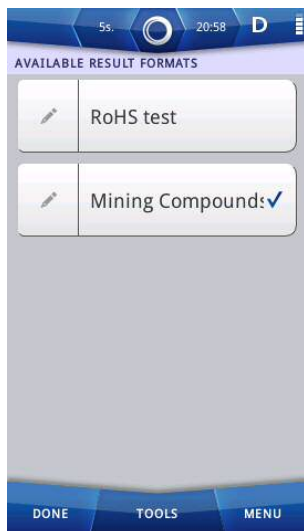 5s. 20:58 D
AVAILABLE RESULT FORMATS
RoHS test
Mining Compounds
DONE TOOLS MENU